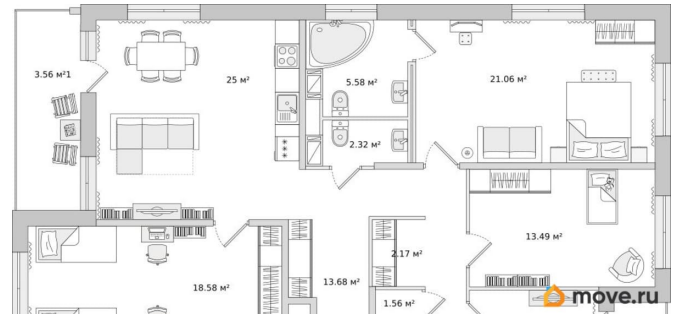 3.56 м²1
25 м²
5.58 м²
21.06 м²
2.32 м²
13.49 м²
2.17 м²
18.58 м²
13.68 м²
1.56 м²
move.ru